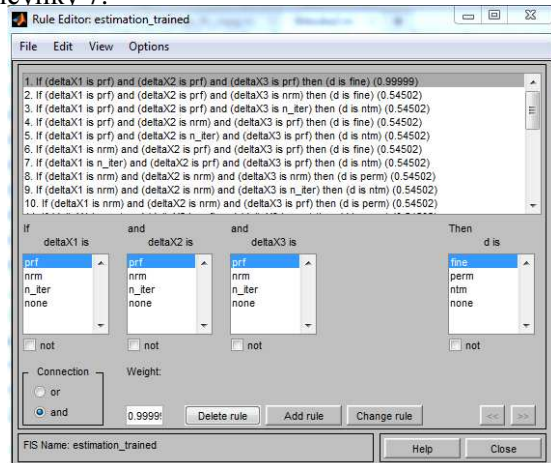 Rule Editor: estimation_trained
File Edit View Options
1. If (deltaX1 is prf) and (deltaX2 is prf) and (deltaX3 is prf) then (d is fine) (0.99999)
2. If (deltaX1 is prf) and (deltaX2 is prf) and (deltaX3 is nrm) then (d is fine) (0.54502)
3. If (deltaX1 is prf) and (deltaX2 is prf) and (deltaX3 is n_iter) then (d is ntm) (0.54502)
4. If (deltaX1 is prf) and (deltaX2 is nrm) and (deltaX3 is prf) then (d is fine) (0.54502)
5. If (deltaX1 is prf) and (deltaX2 is n_iter) and (deltaX3 is prf) then (d is ntm) (0.54502)
6. If (deltaX1 is nrm) and (deltaX2 is prf) and (deltaX3 is prf) then (d is fine) (0.54502)
7. If (deltaX1 is n_iter) and (deltaX2 is prf) and (deltaX3 is prf) then (d is ntm) (0.54502)
8. If (deltaX1 is nrm) and (deltaX2 is nrm) and (deltaX3 is nrm) then (d is perm) (0.54502)
9. If (deltaX1 is nrm) and (deltaX2 is nrm) and (deltaX3 is n_iter) then (d is ntm) (0.54502)
10. If (deltaX1 is nrm) and (deltaX2 is nrm) and (deltaX3 is prf) then (d is perm) (0.54502)
If and and Then
deltaX1 is deltaX2 is deltaX3 is d is
prf prf prf fine
nrm nrm nrm perm
n_iter n_iter n_iter ntm
none none none none
not not not not
Connection Weight:
or
and 0.9999 Delete rule Add rule Change rule << >>
FIS Name: estimation_trained Help Close